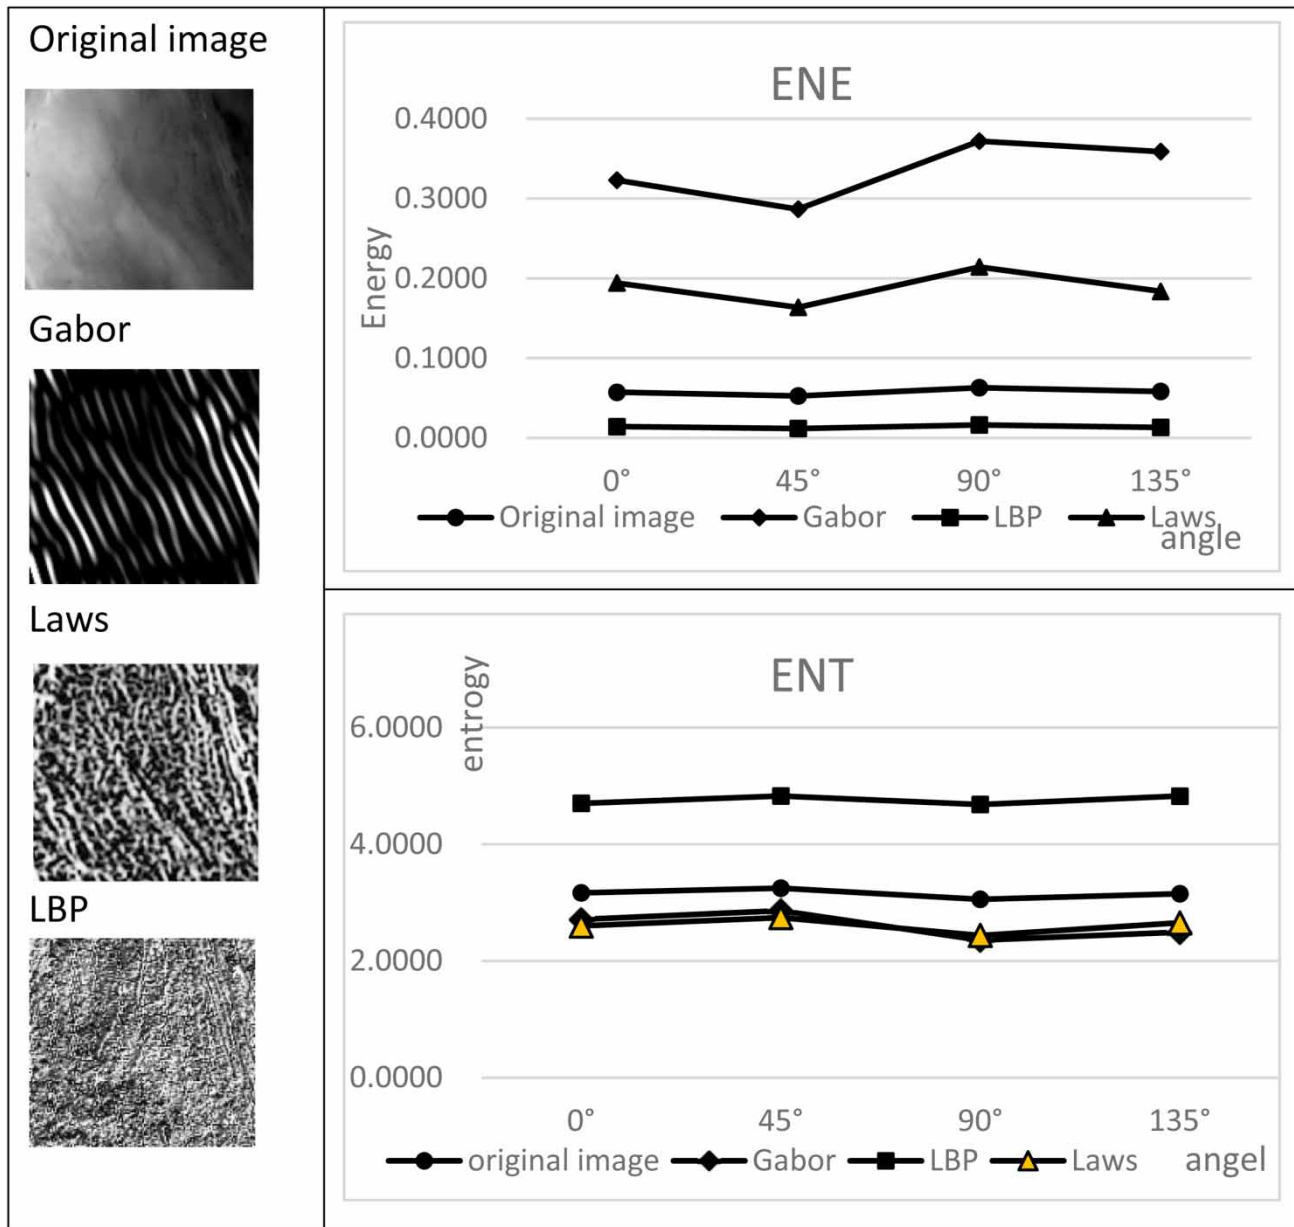 Original image
Gabor
Laws
LBP
ENE
Energy
0.4000
0.3000
0.2000
0.1000
0.0000
0° 45° 90° 135°
Original image Gabor LBP Laws
angle
ENT
entrogy
6.0000
4.0000
2.0000
0.0000
0° 45° 90° 135°
original image Gabor LBP Laws angel